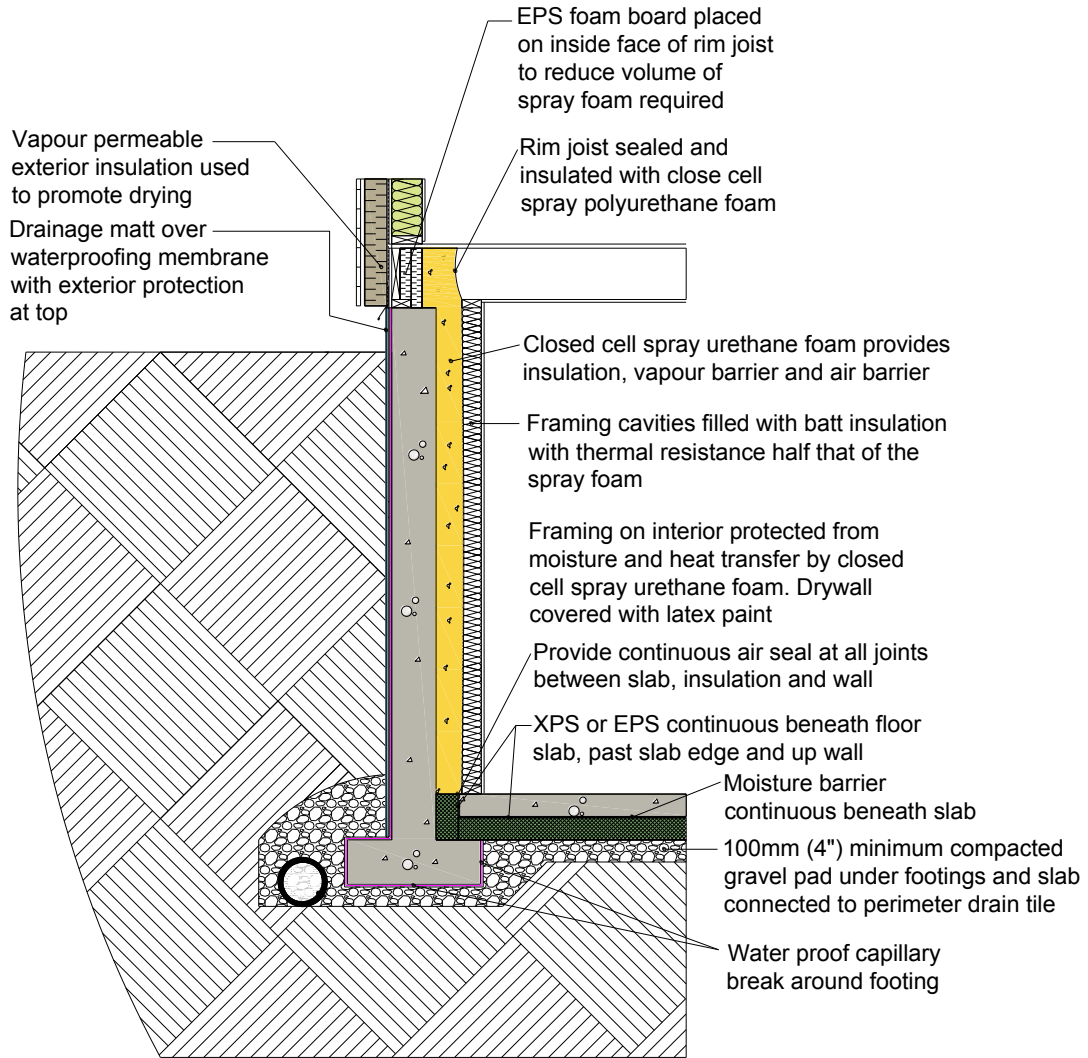 EPS foam board placed
on inside face of rim joist
to reduce volume of
spray foam required
Vapour permeable
exterior insulation used
to promote drying
Drainage matt over
waterproofing membrane
with exterior protection
at top
Rim joist sealed and
insulated with close cell
spray polyurethane foam
Closed cell spray urethane foam provides
insulation, vapour barrier and air barrier
Framing cavities filled with batt insulation
with thermal resistance half that of the
spray foam
Framing on interior protected from
moisture and heat transfer by closed
cell spray urethane foam. Drywall
covered with latex paint
Provide continuous air seal at all joints
between slab, insulation and wall
XPS or EPS continuous beneath floor
slab, past slab edge and up wall
Moisture barrier
continuous beneath slab
100mm (4") minimum compacted
gravel pad under footings and slab
connected to perimeter drain tile
Water proof capillary
break around footing